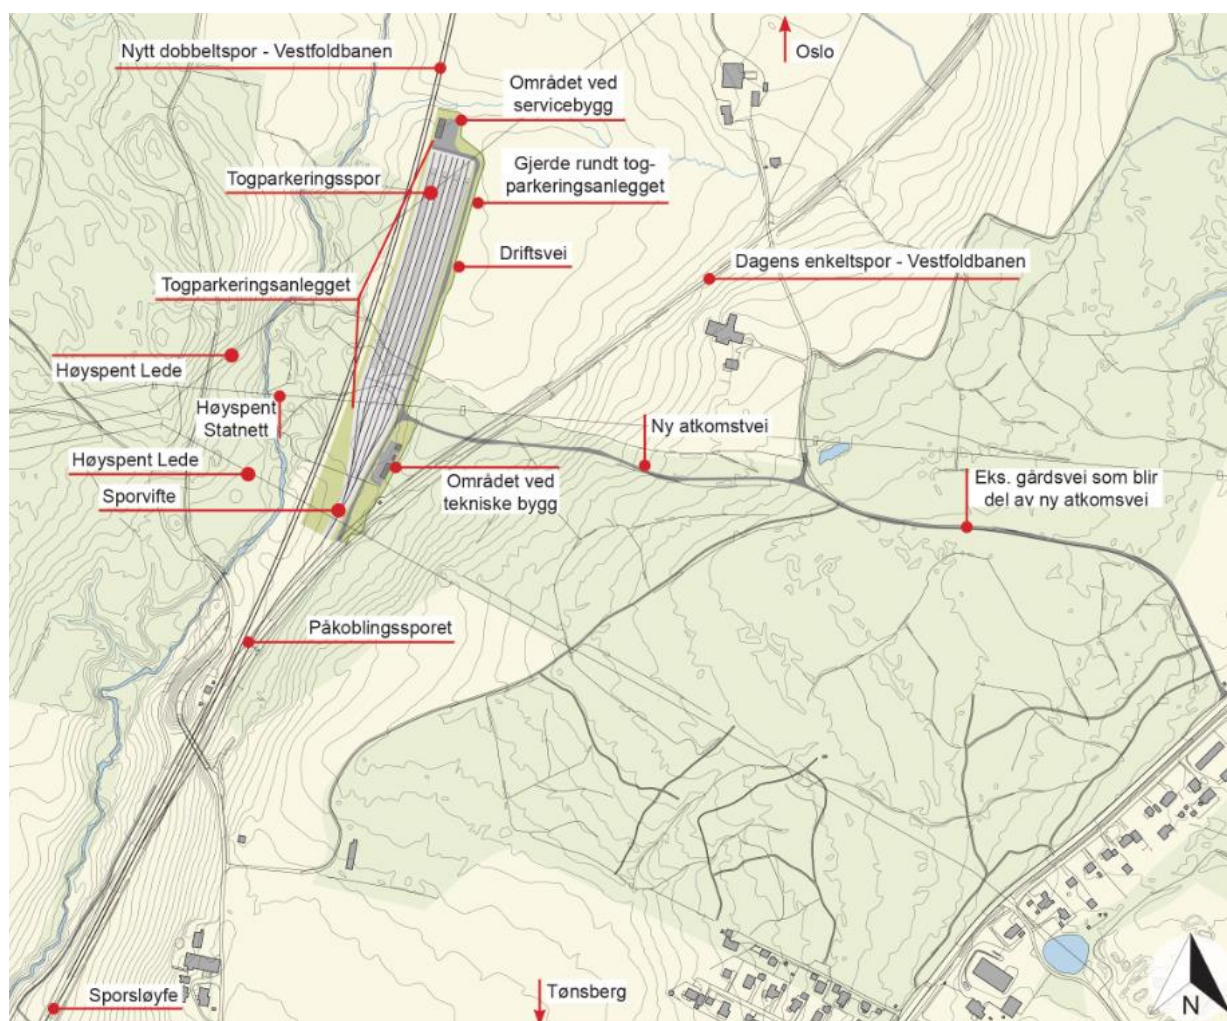 Nytt dobbeltspor - Vestfoldbanen
Oslo
Området ved
servicebygg
Togparkeringsspor
Gjerde rundt tog-
parkeringsanlegget
Driftsvei
Dagens enkeltspor - Vestfoldbanen
Togparkeringsanlegget
Høyspent Lede
Høyspent
Statnett
Ny atkomstvei
Høyspent Lede
Sporvifte
Området ved
tekniske bygg
Eks. gårdsvei som blir
del av ny atkomsvei
Påkoblingssporet
Sporsløyfe
Tønsberg
N